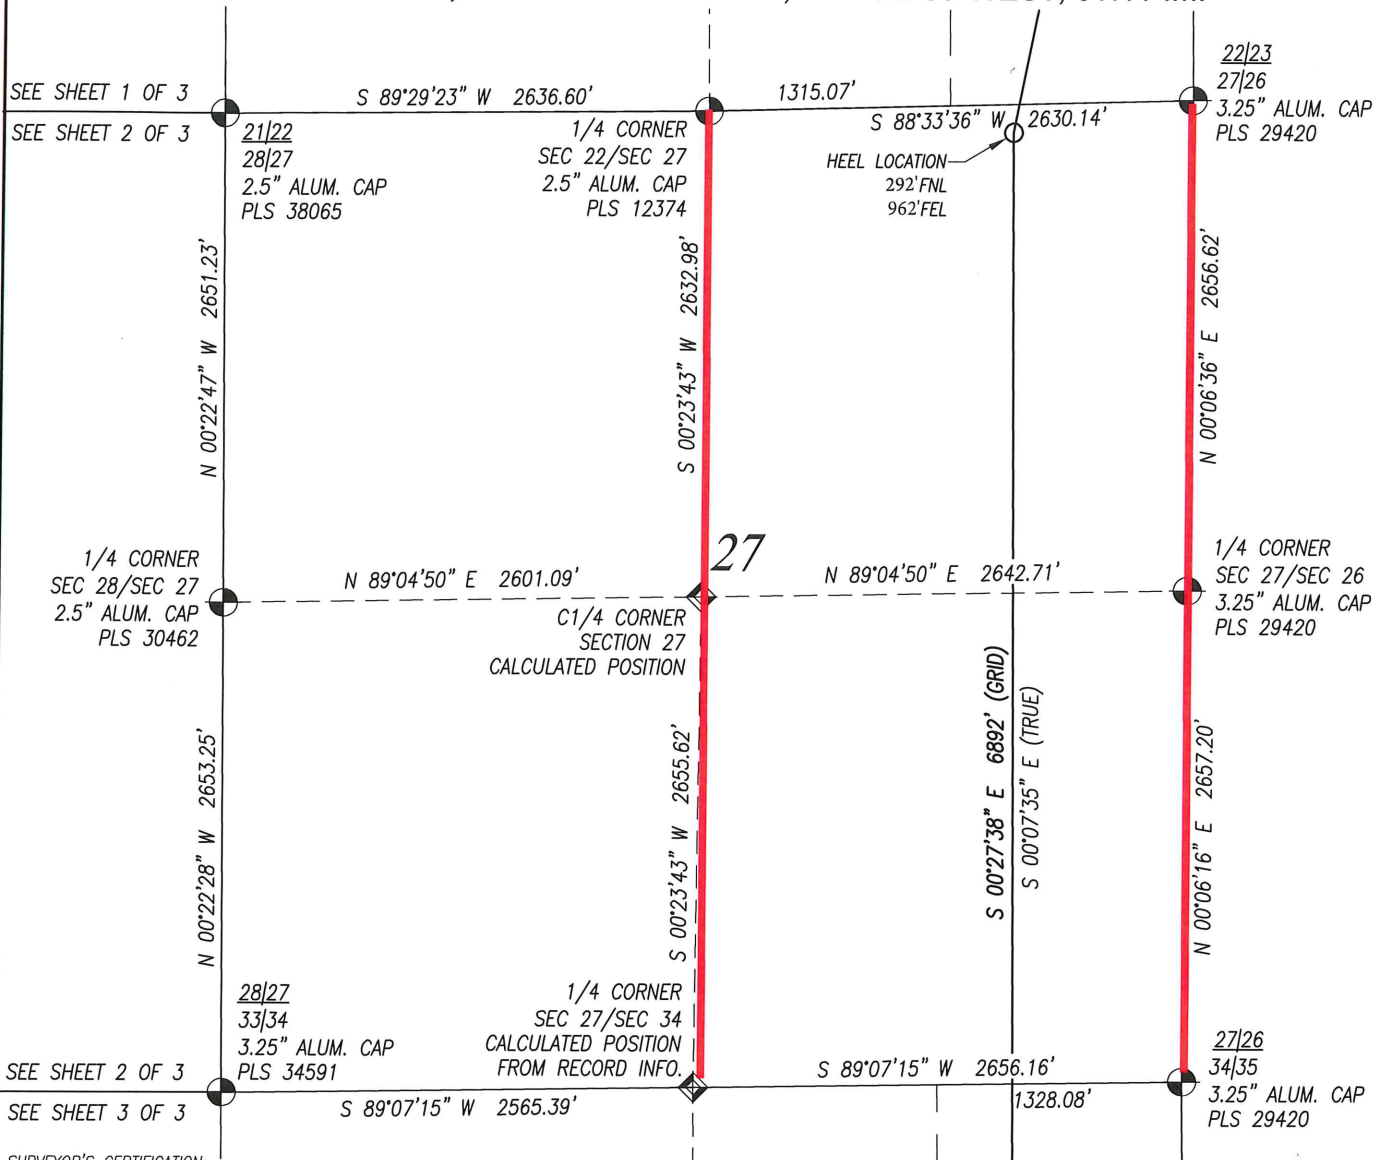 SEE SHEET 1 OF 3
SEE SHEET 2 OF 3
S 89°29'23" W 2636.60'
1315.07'
S 88°33'36" W 2630.14'
22|23
27|26
3.25" ALUM. CAP
PLS 29420
21|22
28|27
2.5" ALUM. CAP
PLS 38065
1/4 CORNER
SEC 22/SEC 27
2.5" ALUM. CAP
PLS 12374
HEEL LOCATION
292'FNL
962'FEL
N 00°22'47" W 2651.23'
S 00°23'43" W 2632.98'
N 00°06'36" E 2656.62'
27
1/4 CORNER
SEC 28/SEC 27
2.5" ALUM. CAP
PLS 30462
N 89°04'50" E 2601.09'
N 89°04'50" E 2642.71'
1/4 CORNER
SEC 27/SEC 26
3.25" ALUM. CAP
PLS 29420
C1/4 CORNER
SECTION 27
CALCULATED POSITION
N 00°22'28" W 2653.25'
S 00°23'43" W 2655.62'
S 00°27'38" E 6892' (GRID)
S 00°07'35" E (TRUE)
N 00°06'16" E 2657.20'
28|27
33|34
3.25" ALUM. CAP
PLS 34591
1/4 CORNER
SEC 27/SEC 34
CALCULATED POSITION
FROM RECORD INFO.
27|26
34|35
3.25" ALUM. CAP
PLS 29420
SEE SHEET 2 OF 3
SEE SHEET 3 OF 3
S 89°07'15" W 2565.39'
S 89°07'15" W 2656.16'
1328.08'
SURVEYOR'S CERTIFICATION